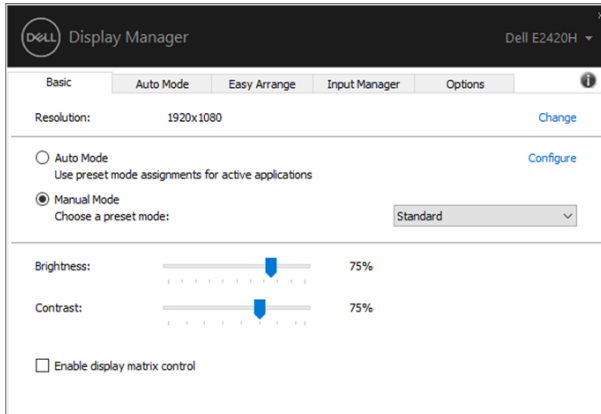 DELL Display Manager Dell E2420H
Basic Auto Mode Easy Arrange Input Manager Options
Resolution: 1920x1080 Change
Auto Mode Configure
Use preset mode assignments for active applications
Manual Mode
Choose a preset mode: Standard
Brightness: 75%
Contrast: 75%
Enable display matrix control